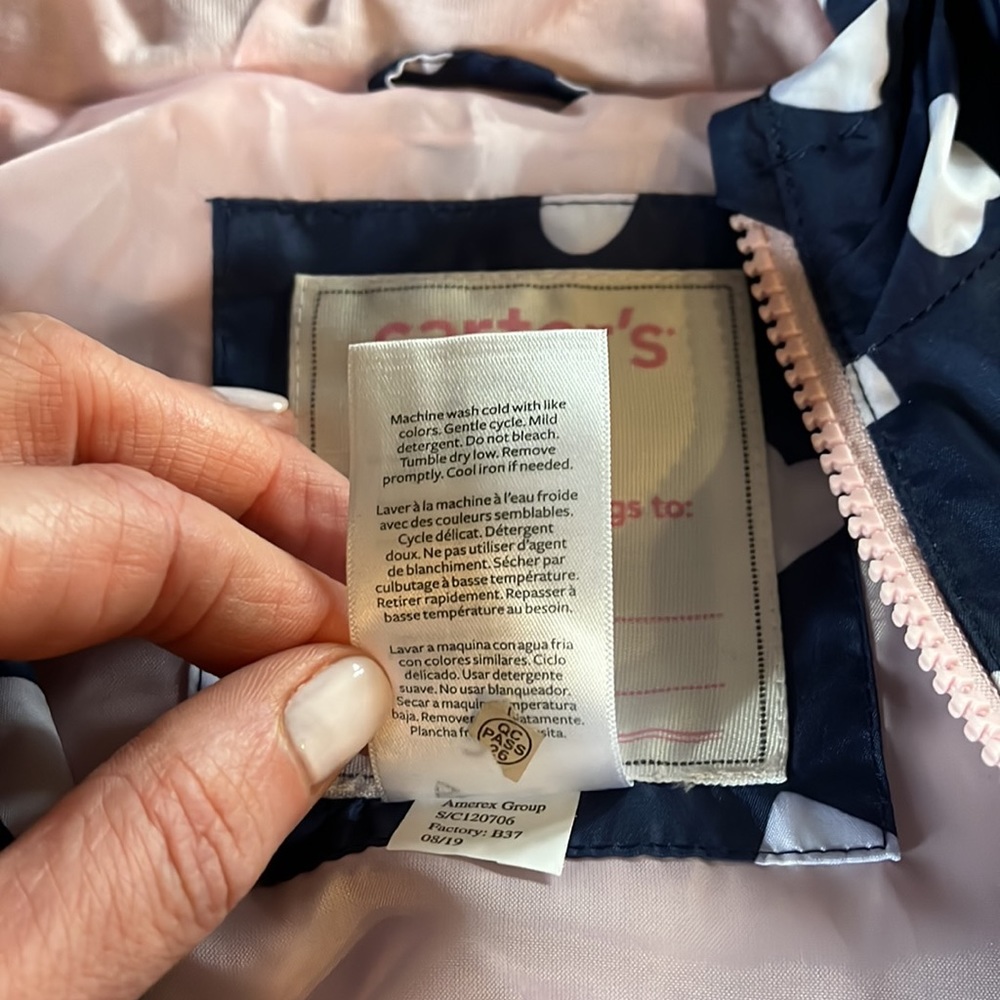 carter's
Machine wash cold with like
colors. Gentle cycle. Mild
detergent. Do not bleach.
Tumble dry low. Remove
promptly. Cool iron if needed.
Laver à la machine à l'eau froide
avec des couleurs semblables.
Cycle délicat. Détergent
doux. Ne pas utiliser d'agent
de blanchiment. Sécher par
culbutage à basse température.
Retirer rapidement. Repasser à
basse température au besoin.
Lavar a maquina con agua fria
con colores similares. Ciclo
delicado. Usar detergente
suave. No usar blanqueador.
Secar a
baja. Remover
Plancha
QC
PASS
to:
Amerex Group
S/C120706
Factory: B37
08/19